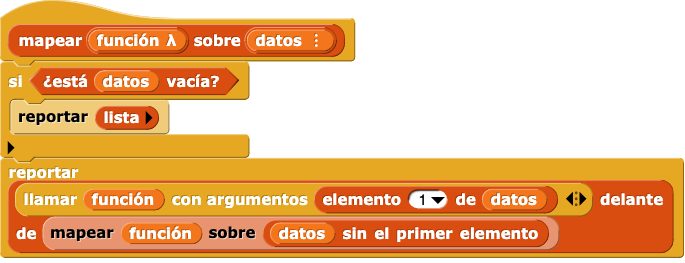 mapear función λ sobre datos ⋮
si ¿está datos vacía?
reportar lista
reportar
llamar función con argumentos elemento 1 de datos delante
de mapear función sobre datos sin el primer elemento